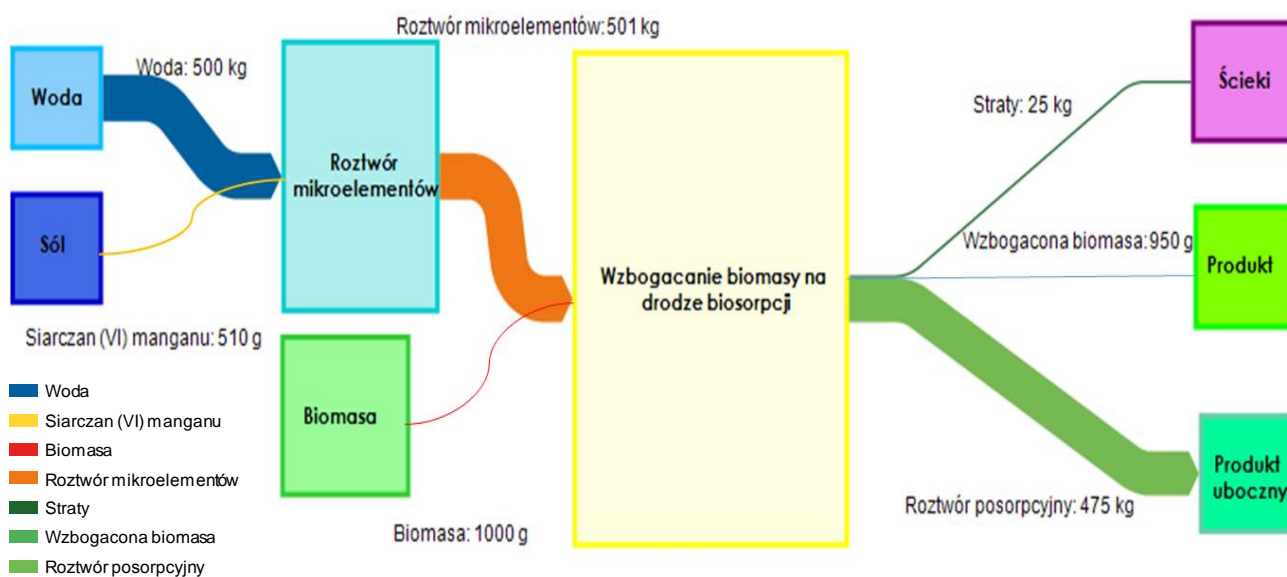 Roztwór mikroelementów: 501 kg
Woda: 500 kg
Woda
Roztwór
mikroelementów
Sól
Siarczan (VI) manganu: 510 g
Biomasa
Biomasa: 1000 g
Wzbogacanie biomasy na
drodze biosorpcji
Straty: 25 kg
Ścieki
Wzbogacona biomasa: 950 g
Produkt
Roztwór posorpcyjny: 475 kg
Produkt
uboczny
Woda
Siarczan (VI) manganu
Biomasa
Roztwór mikroelementów
Straty
Wzbogacona biomasa
Roztwór posorpcyjny